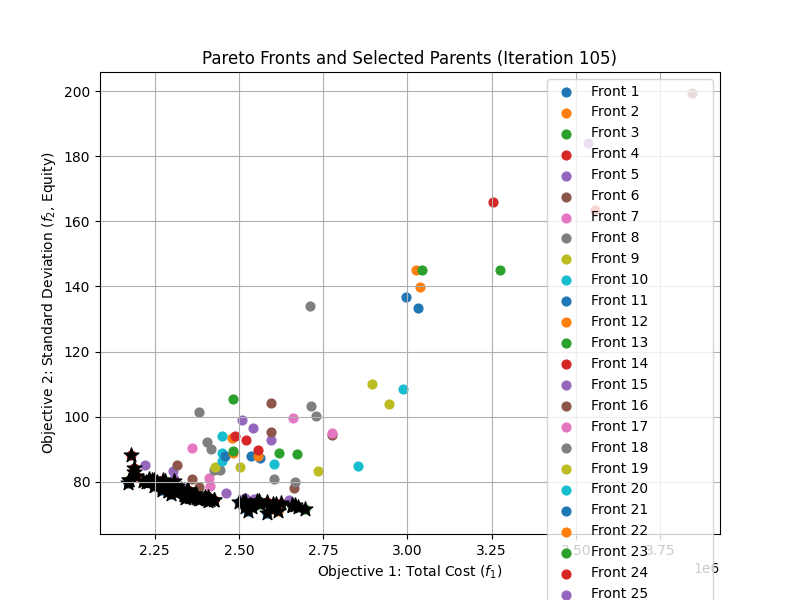 Pareto Fronts and Selected Parents (Iteration 105)
Objective 2: Standard Deviation (f₂, Equity)
200
180
160
140
120
100
80
2.25
2.50
2.75
3.00
3.25
3.50
3.75
1e6
Objective 1: Total Cost (f₁)
Front 1
Front 2
Front 3
Front 4
Front 5
Front 6
Front 7
Front 8
Front 9
Front 10
Front 11
Front 12
Front 13
Front 14
Front 15
Front 16
Front 17
Front 18
Front 19
Front 20
Front 21
Front 22
Front 23
Front 24
Front 25